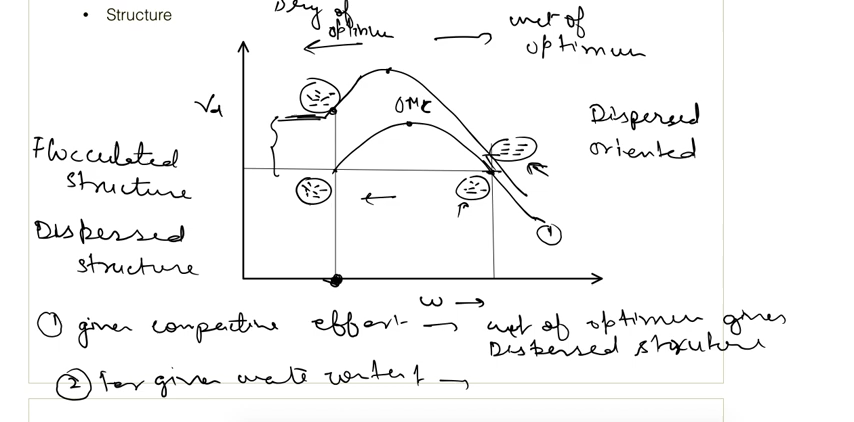 • Structure
Dry of
optimum
wet of
optimum
γd
OMC
Flocculated
structure
Dispersed
oriented
Dispersed
structure
①
w →
① given compactive effort → wet of optimum gives
Dispersed structure
② For given water content →